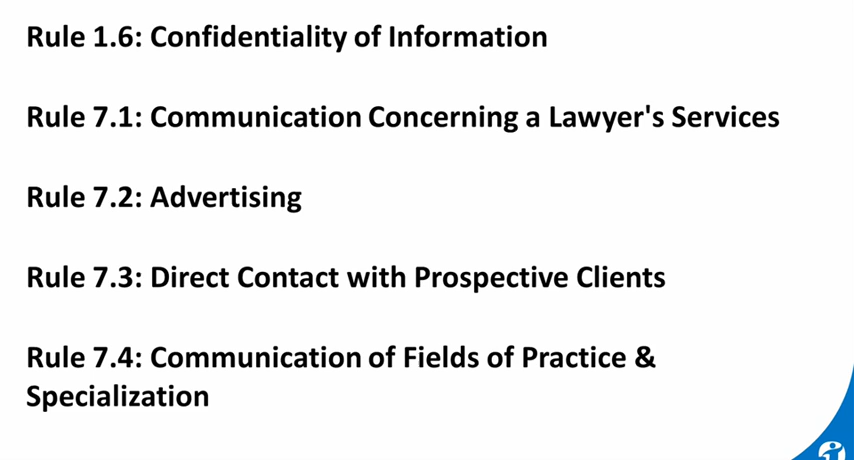 Rule 1.6: Confidentiality of Information
Rule 7.1: Communication Concerning a Lawyer's Services
Rule 7.2: Advertising
Rule 7.3: Direct Contact with Prospective Clients
Rule 7.4: Communication of Fields of Practice &
Specialization